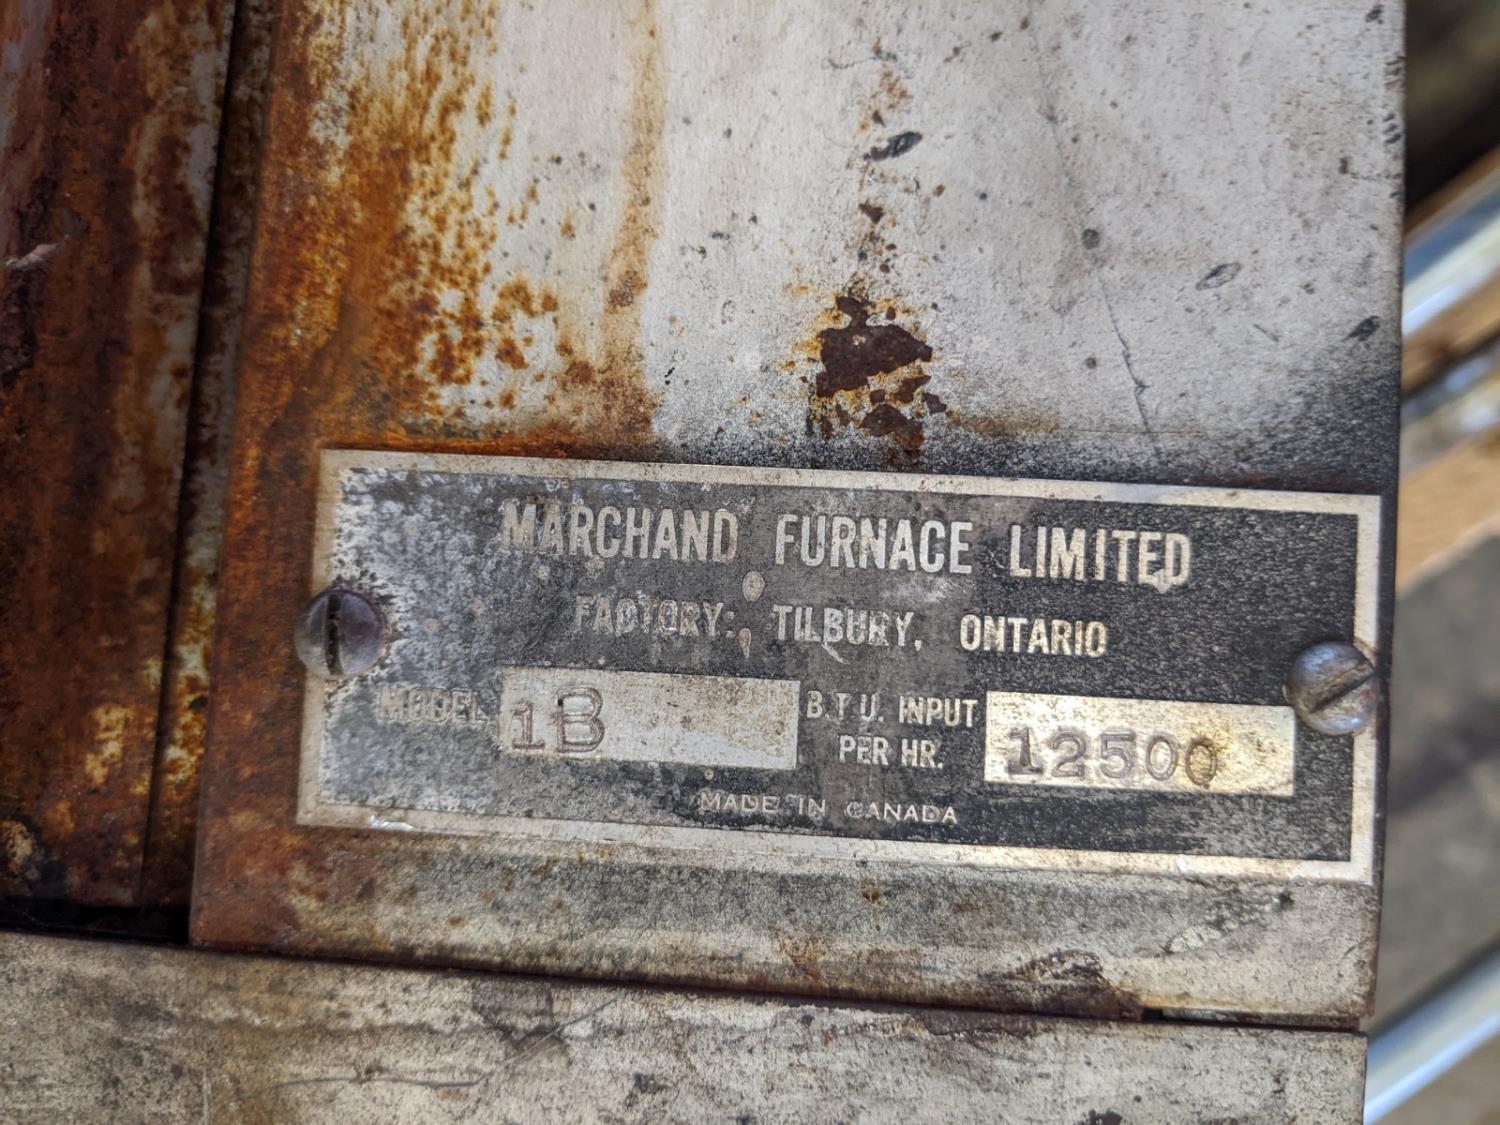 MARCHAND FURNACE LIMITED
FACTORY: TILBURY, ONTARIO
MODEL 1B B.T.U. INPUT PER HR. 12500
MADE IN CANADA